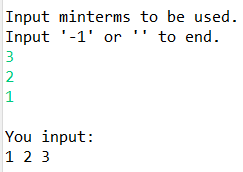 Input minterms to be used.
Input '-1' or '' to end.
3
2
1
You input:
1 2 3